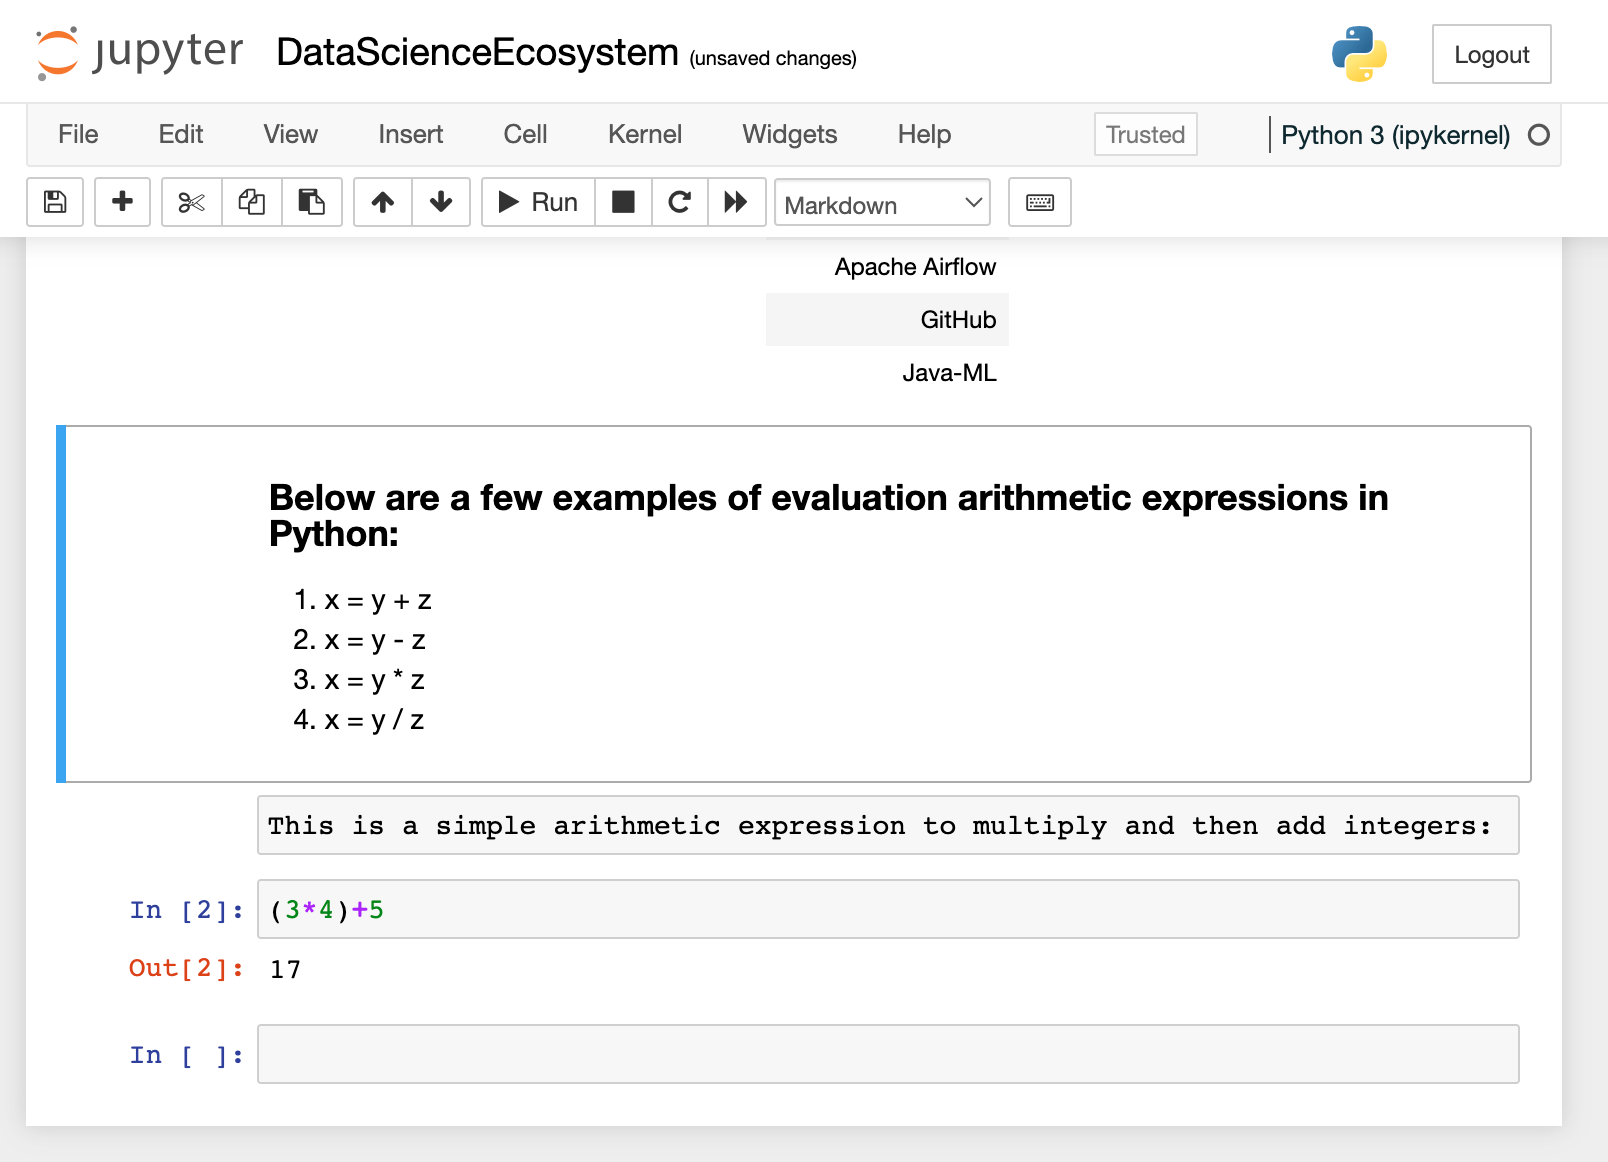 jupyter DataScienceEcosystem (unsaved changes) Logout
File Edit View Insert Cell Kernel Widgets Help Trusted Python 3 (ipykernel)
Run Markdown
Apache Airflow
GitHub
Java-ML
Below are a few examples of evaluation arithmetic expressions in
Python:
1. x = y + z
2. x = y - z
3. x = y * z
4. x = y / z
This is a simple arithmetic expression to multiply and then add integers:
In [2]: (3*4)+5
Out[2]: 17
In [ ]: